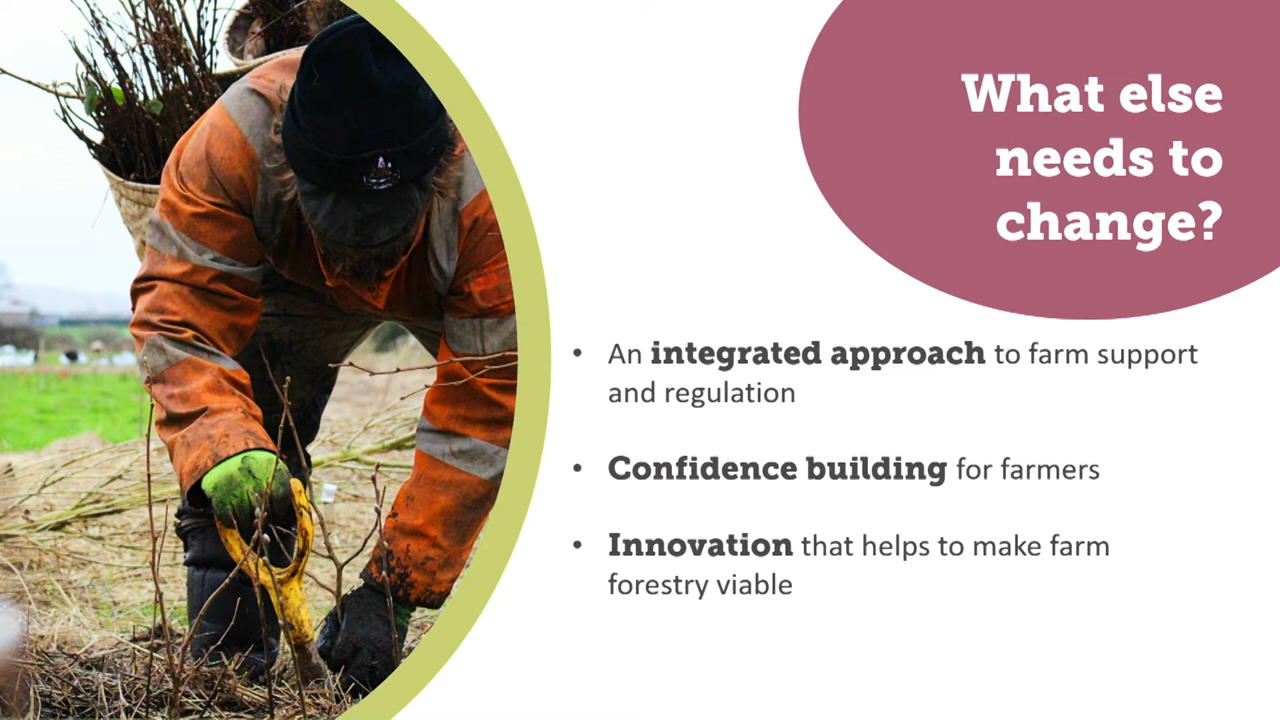 What else
needs to
change?
• An integrated approach to farm support
and regulation
• Confidence building for farmers
• Innovation that helps to make farm
forestry viable